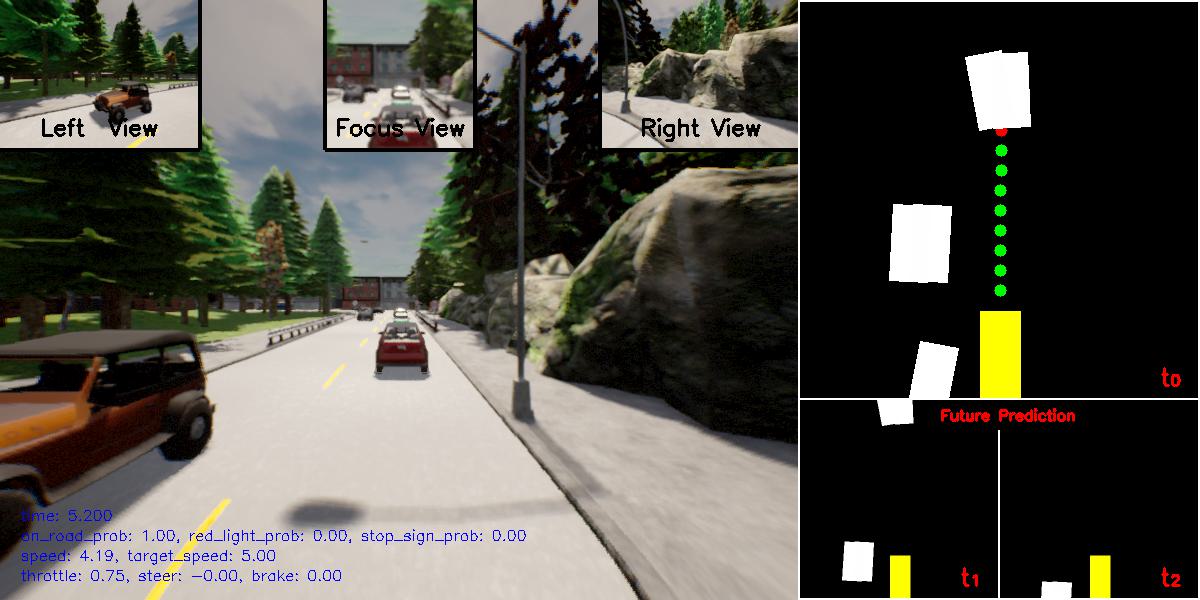 Left View
Focus View
Right View
time: 5.200
on_road_prob: 1.00, red_light_prob: 0.00, stop_sign_prob: 0.00
speed: 4.19, target_speed: 5.00
throttle: 0.75, steer: -0.00, brake: 0.00
t0
Future Prediction
t1
t2